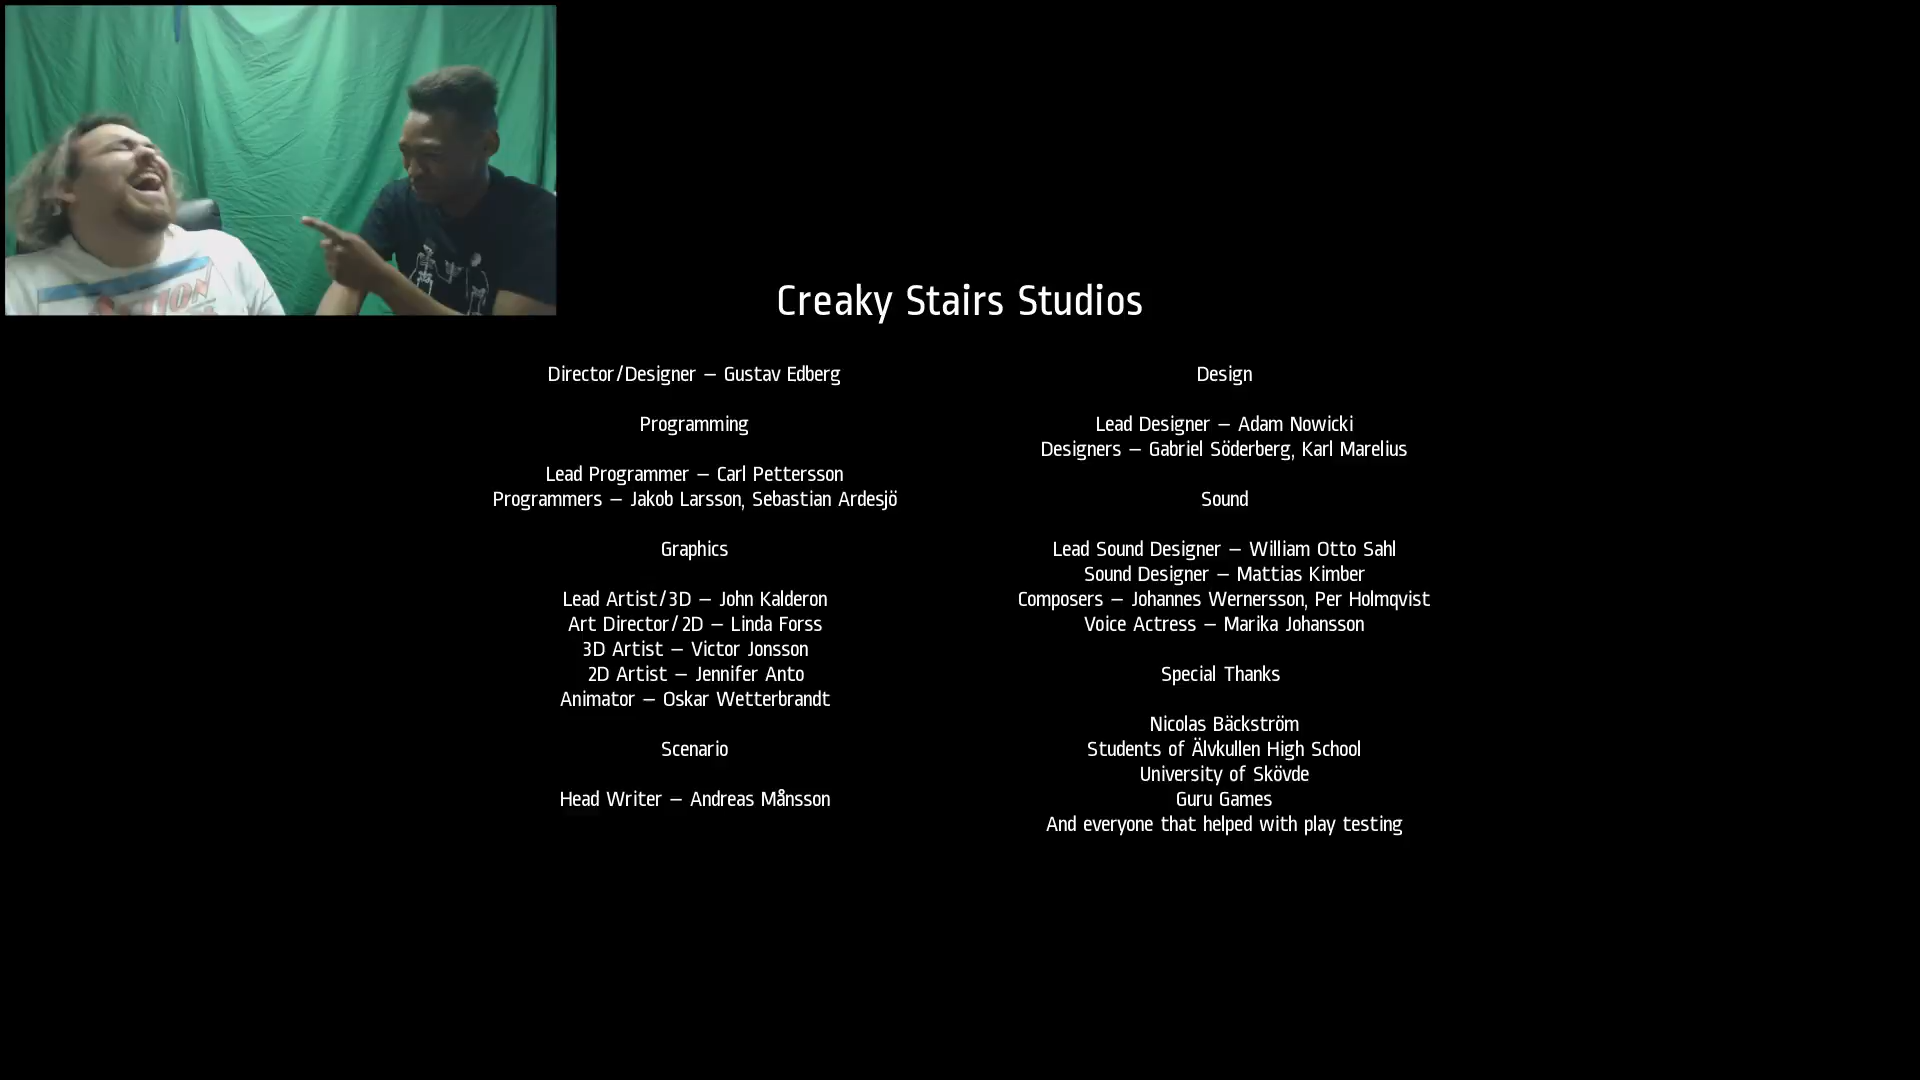 Creaky Stairs Studios
Director/Designer – Gustav Edberg
Programming
Lead Programmer – Carl Pettersson
Programmers – Jakob Larsson, Sebastian Ardesjö
Graphics
Lead Artist/3D – John Kalderon
Art Director/2D – Linda Forss
3D Artist – Victor Jonsson
2D Artist – Jennifer Anto
Animator – Oskar Wetterbrandt
Scenario
Head Writer – Andreas Månsson
Design
Lead Designer – Adam Nowicki
Designers – Gabriel Söderberg, Karl Marelius
Sound
Lead Sound Designer – William Otto Sahl
Sound Designer – Mattias Kimber
Composers – Johannes Wernersson, Per Holmqvist
Voice Actress – Marika Johansson
Special Thanks
Nicolas Bäckström
Students of Älvkullen High School
University of Skövde
Guru Games
And everyone that helped with play testing